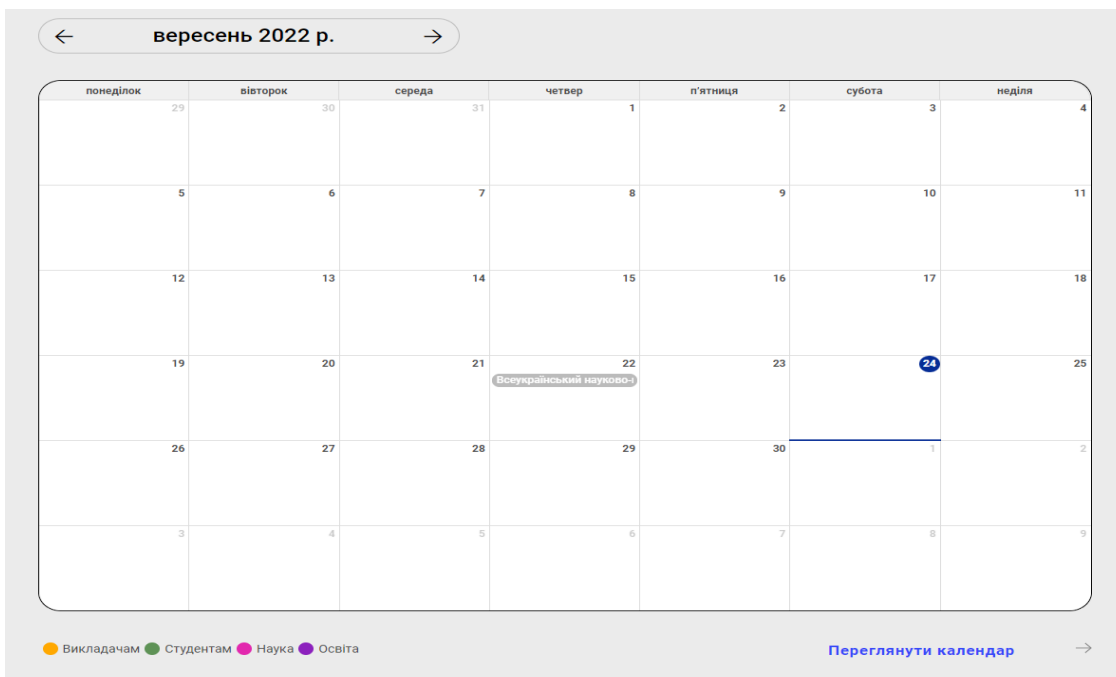 вересень 2022 р.
понеділок вівторок середа четвер п'ятниця субота неділя
29 30 31 1 2 3 4
5 6 7 8 9 10 11
12 13 14 15 16 17 18
19 20 21 22 23 24 25
Всеукраїнський науково-
26 27 28 29 30 1 2
3 4 5 6 7 8 9
Викладачам Студентам Наука Освіта
Переглянути календар